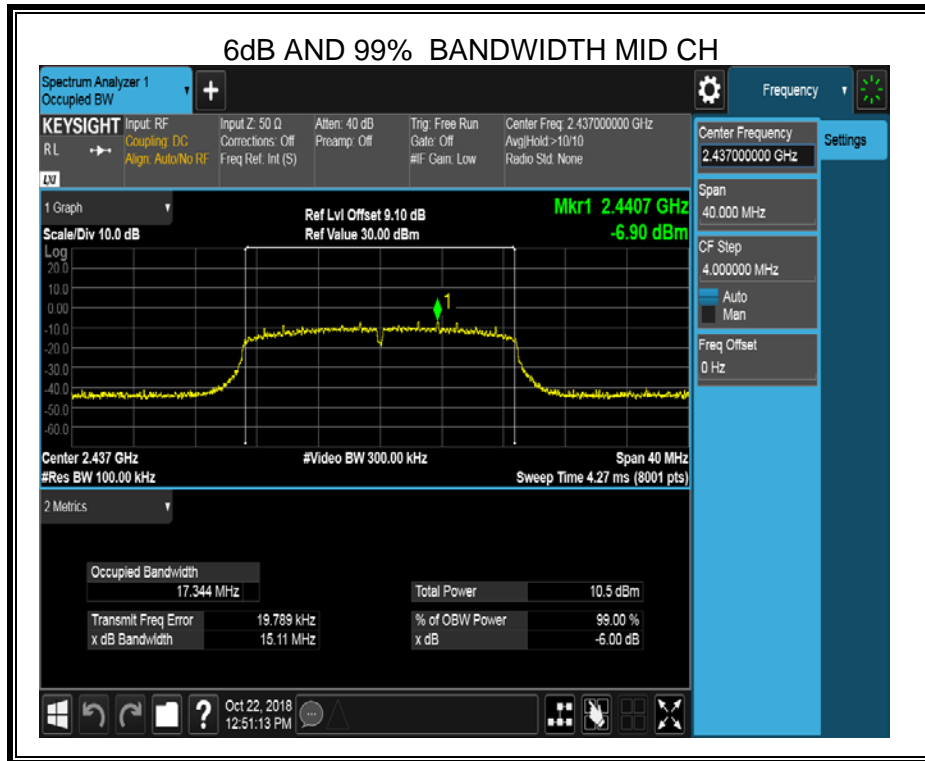 6dB AND 99% BANDWIDTH MID CH
Spectrum Analyzer 1
Occupied BW
+
Frequency
KEYSIGHT
RL
LXI
Input: RF
Coupling: DC
Align: Auto/No RF
Input Z: 50 Ω
Corrections: Off
Freq Ref: Int (S)
Atten: 40 dB
Preamp: Off
Trig: Free Run
Gate: Off
#IF Gain: Low
Center Freq: 2.437000000 GHz
Avg|Hold:>10/10
Radio Std: None
Center Frequency
2.437000000 GHz
Settings
Span
40.000 MHz
CF Step
4.000000 MHz
Auto
Man
Freq Offset
0 Hz
1 Graph
Scale/Div 10.0 dB
Ref Lvl Offset 9.10 dB
Ref Value 30.00 dBm
Mkr1 2.4407 GHz
-6.90 dBm
Log
20.0
10.0
0.00
-10.0
-20.0
-30.0
-40.0
-50.0
-60.0
1
Center 2.437 GHz
#Video BW 300.00 kHz
Span 40 MHz
#Res BW 100.00 kHz
Sweep Time 4.27 ms (8001 pts)
2 Metrics
Occupied Bandwidth
17.344 MHz
Total Power 10.5 dBm
Transmit Freq Error 19.789 kHz
% of OBW Power 99.00 %
x dB Bandwidth 15.11 MHz
x dB -6.00 dB
?
Oct 22, 2018
12:51:13 PM